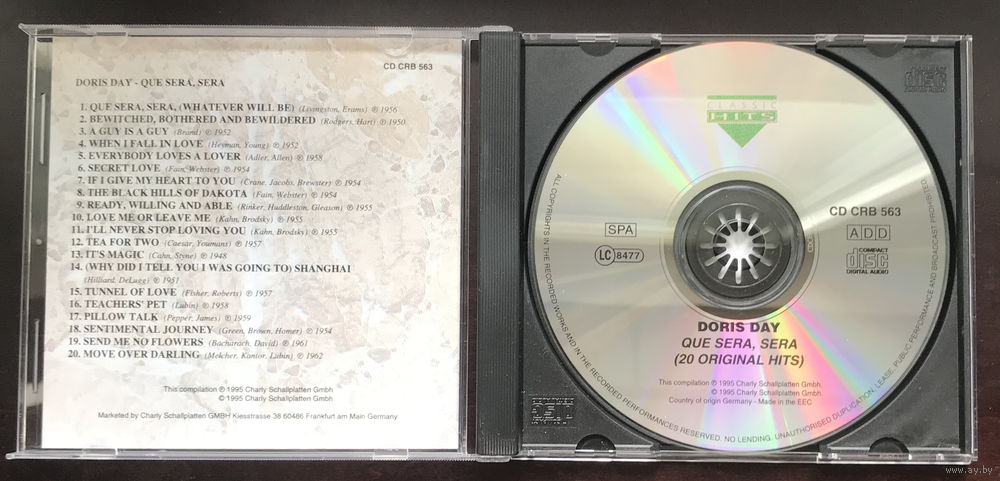 CD CRB 563
DORIS DAY - QUE SERA, SERA
1. QUE SERA, SERA, (WHATEVER WILL BE) (Livingston, Erams) ℗ 1956
2. BEWITCHED, BOTHERED AND BEWILDERED (Rodgers, Hart) ℗ 1950
3. A GUY IS A GUY (Brand) ℗ 1952
4. WHEN I FALL IN LOVE (Heyman, Young) ℗ 1952
5. EVERYBODY LOVES A LOVER (Adler, Allen) ℗ 1958
6. SECRET LOVE (Fain, Webster) ℗ 1954
7. IF I GIVE MY HEART TO YOU (Crane, Jacobs, Brewster) ℗ 1954
8. THE BLACK HILLS OF DAKOTA (Fain, Webster) ℗ 1954
9. READY, WILLING AND ABLE (Rinker, Huddleston, Gleason) ℗ 1955
10. LOVE ME OR LEAVE ME (Kahn, Brodsky) ℗ 1955
11. I'LL NEVER STOP LOVING YOU (Kahn, Brodsky) ℗ 1955
12. TEA FOR TWO (Caesar, Youmans) ℗ 1957
13. IT'S MAGIC (Cahn, Styne) ℗ 1948
14. (WHY DID I TELL YOU I WAS GOING TO) SHANGHAI
(Hilliard, DeLugg) ℗ 1951
15. TUNNEL OF LOVE (Fisher, Roberts) ℗ 1957
16. TEACHERS' PET (Lubin) ℗ 1958
17. PILLOW TALK (Pepper, James) ℗ 1959
18. SENTIMENTAL JOURNEY (Green, Brown, Homer) ℗ 1954
19. SEND ME NO FLOWERS (Bacharach, David) ℗ 1961
20. MOVE OVER DARLING (Melcher, Kantor, Lubin) ℗ 1962
This compilation ℗ 1995 Charly Schallplatten Gmbh
© 1995 Charly Schallplatten Gmbh.
Marketed by Charly Schallplatten GMBH Kiesstrasse 38 60486 Frankfurt am Main Germany
CLASSIC
HITS
CD CRB 563
SPA
ADD
LC 8477
COMPACT
disc
DIGITAL AUDIO
DORIS DAY
QUE SERA, SERA
(20 ORIGINAL HITS)
This compilation ℗ 1995 Charly Schallplatten Gmbh.
© 1995 Charly Schallplatten Gmbh.
Country of origin Germany - Made in the EEC
ALL COPYRIGHTS IN THE RECORDED WORKS AND IN THE RECORDED PERFORMANCES RESERVED. NO LENDING. UNAUTHORISED DUPLICATION, LEASE, PUBLIC PERFORMANCE AND BROADCAST PROHIBITED
disc
www.ay.by